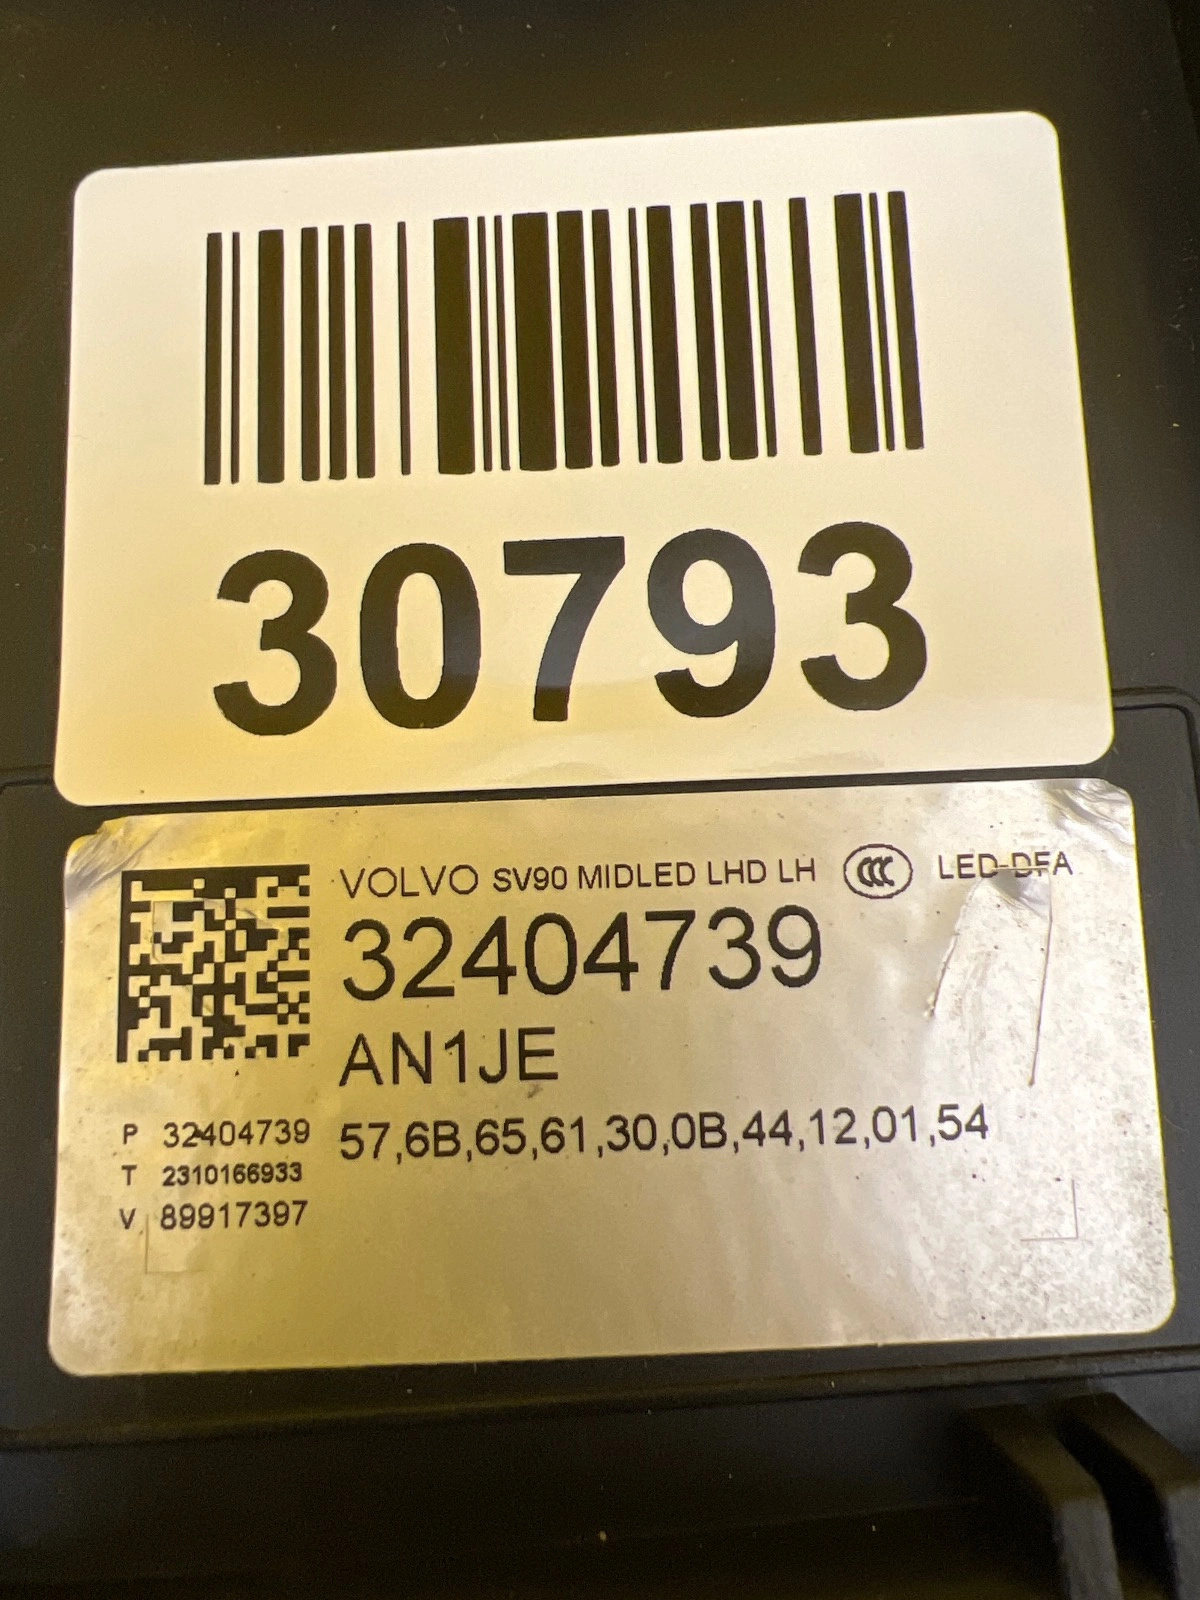 30793
VOLVO SV90 MIDLED LHD LH CCC LED-DFA
32404739
AN1JE
P 32404739
57,6B,65,61,30,0B,44,12,01,54
T 2310166933
V 89917397